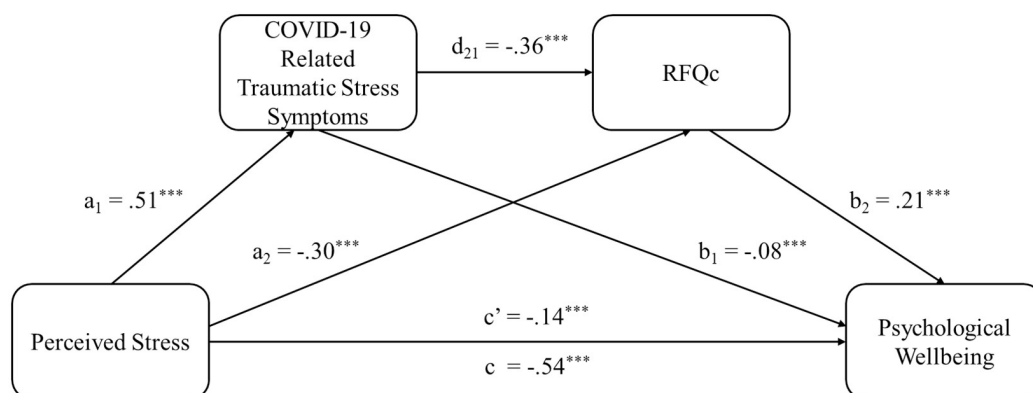 COVID-19
Related
Traumatic Stress
Symptoms
d₂₁ = -.36***
RFQc
a₁ = .51***
b₂ = .21***
a₂ = -.30***
b₁ = -.08***
Perceived Stress
c’ = -.14***
c = -.54***
Psychological
Wellbeing